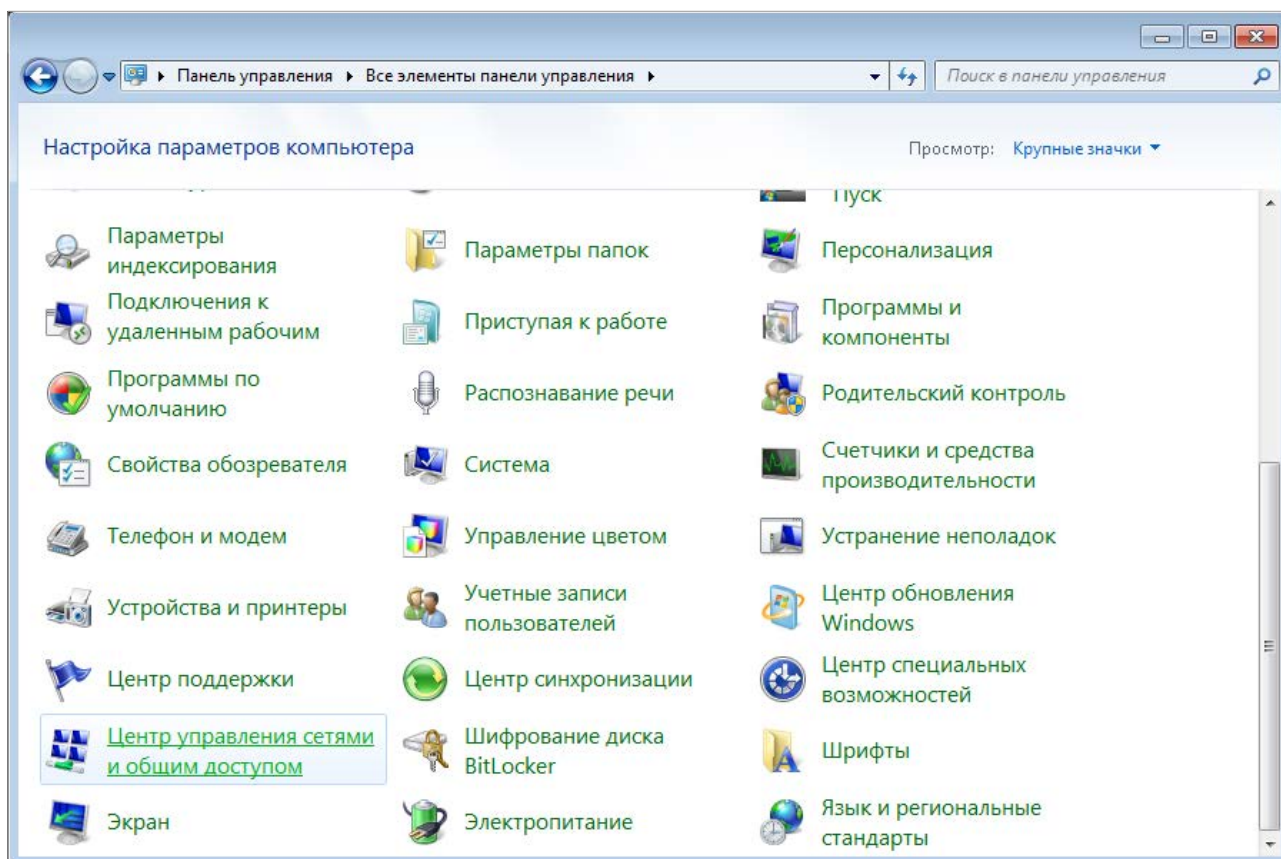 Панель управления
Все элементы панели управления
Поиск в панели управления
Настройка параметров компьютера
Просмотр:
Крупные значки
Пуск
Параметры
индексирования
Параметры папок
Персонализация
Подключения к
удаленным рабочим
Приступая к работе
Программы и
компоненты
Программы по
умолчанию
Распознавание речи
Родительский контроль
Свойства обозревателя
Система
Счетчики и средства
производительности
Телефон и модем
Управление цветом
Устранение неполадок
Устройства и принтеры
Учетные записи
пользователей
Центр обновления
Windows
Центр поддержки
Центр синхронизации
Центр специальных
возможностей
Центр управления сетями
и общим доступом
Шифрование диска
BitLocker
Шрифты
Экран
Электропитание
Язык и региональные
стандарты